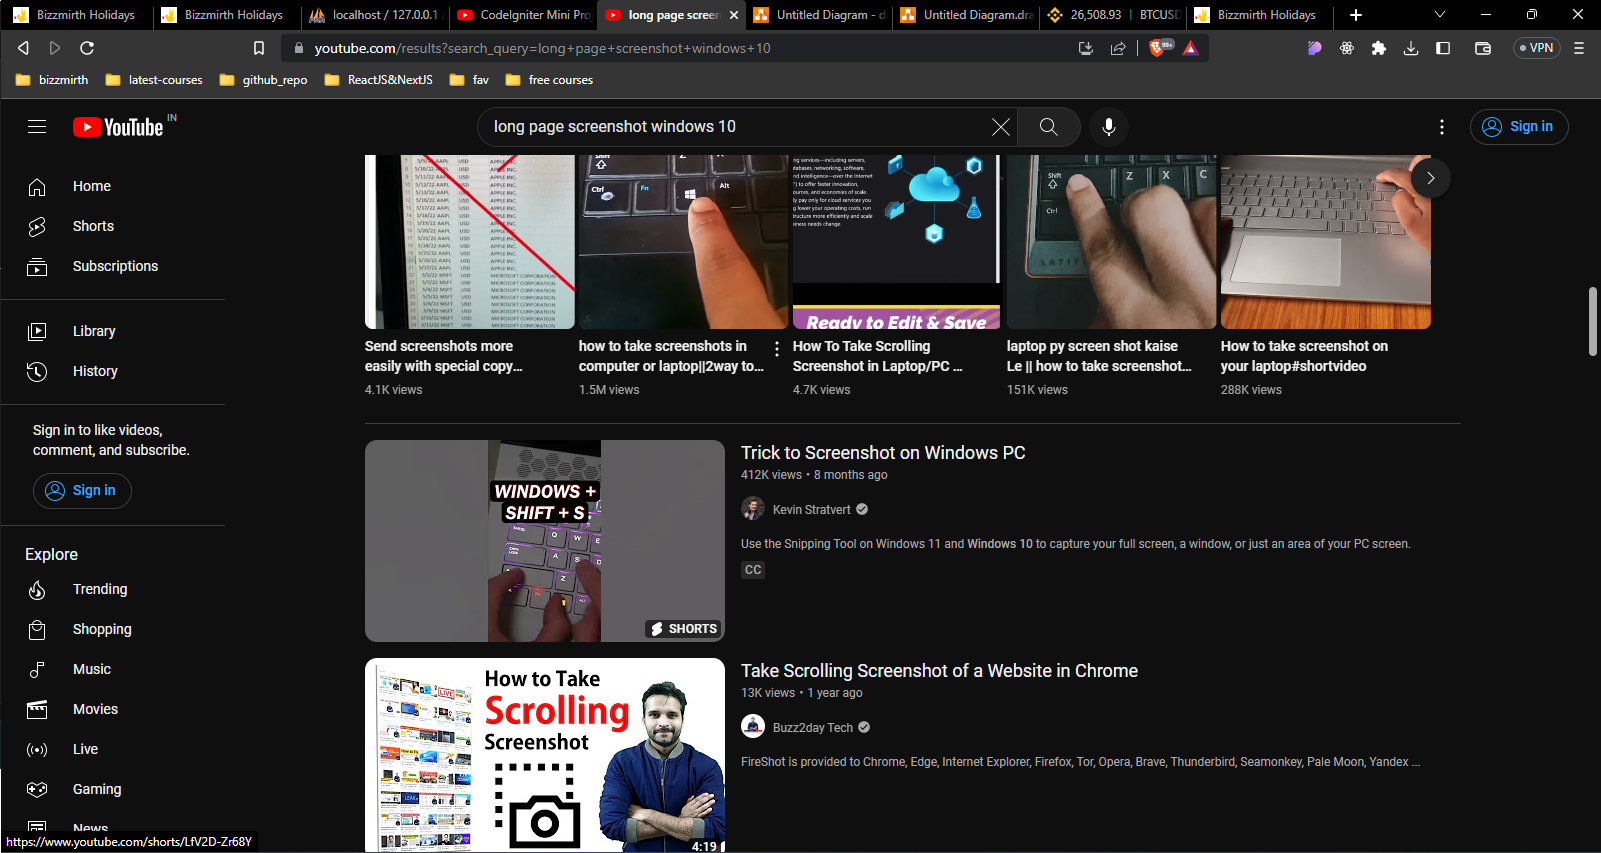 Bizzmirth Holidays
Bizzmirth Holidays
localhost / 127.0.0.1
CodeIgniter Mini Pro
long page screen
Untitled Diagram - d
Untitled Diagram.dra
26,508.93 | BTCUSD
Bizzmirth Holidays
youtube.com/results?search_query=long+page+screenshot+windows+10
99+
VPN
bizzmirth
latest-courses
github_repo
ReactJS&NextJS
fav
free courses
YouTube IN
long page screenshot windows 10
Sign in
Home
Shorts
Subscriptions
Library
History
Sign in to like videos,
comment, and subscribe.
Sign in
Explore
Trending
Shopping
Music
Movies
Live
Gaming
News
https://www.youtube.com/shorts/LfV2D-Zr68Y
Shift
Z
X
Ctrl
Fn
Alt
Ready to Edit & Save
Shift
Z
X
C
Ctrl
Send screenshots more
easily with special copy...
4.1K views
how to take screenshots in
computer or laptop||2way to...
1.5M views
How To Take Scrolling
Screenshot in Laptop/PC ...
4.7K views
laptop py screen shot kaise
Le || how to take screenshot...
151K views
How to take screenshot on
your laptop#shortvideo
288K views
WINDOWS +
SHIFT + S
SHORTS
Trick to Screenshot on Windows PC
412K views • 8 months ago
Kevin Stratvert
Use the Snipping Tool on Windows 11 and Windows 10 to capture your full screen, a window, or just an area of your PC screen.
CC
How to Take
Scrolling
Screenshot
4:19
Take Scrolling Screenshot of a Website in Chrome
13K views • 1 year ago
Buzz2day Tech
FireShot is provided to Chrome, Edge, Internet Explorer, Firefox, Tor, Opera, Brave, Thunderbird, Seamonkey, Pale Moon, Yandex ...